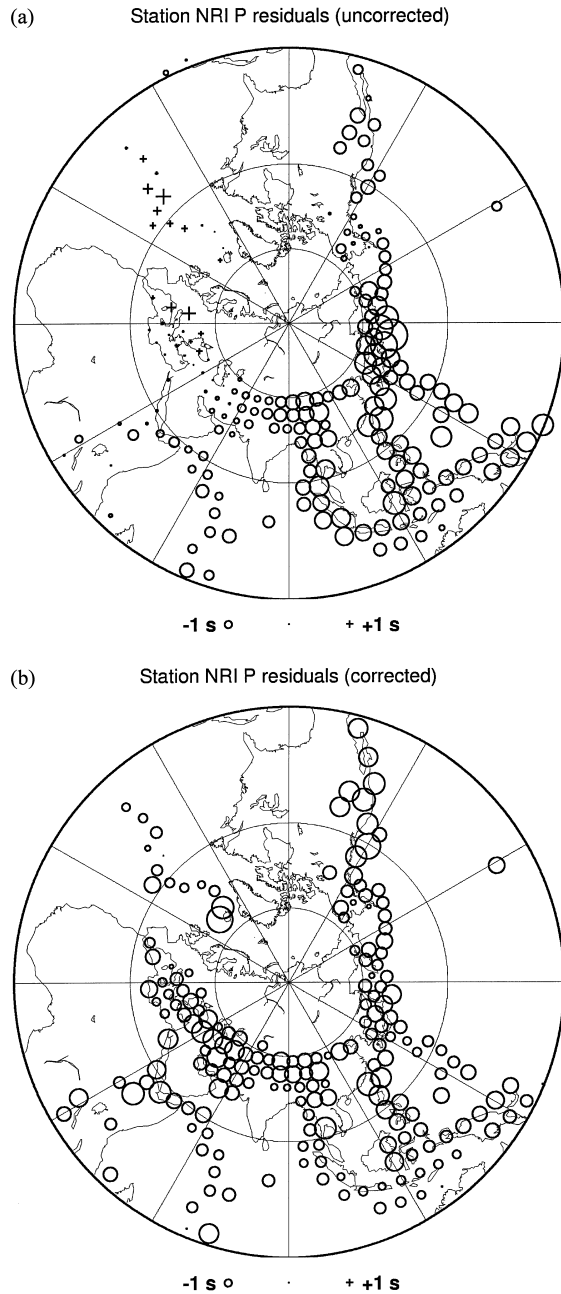 (a) Station NRI P residuals (uncorrected)
-1 s + +1 s
(b) Station NRI P residuals (corrected)
-1 s + +1 s